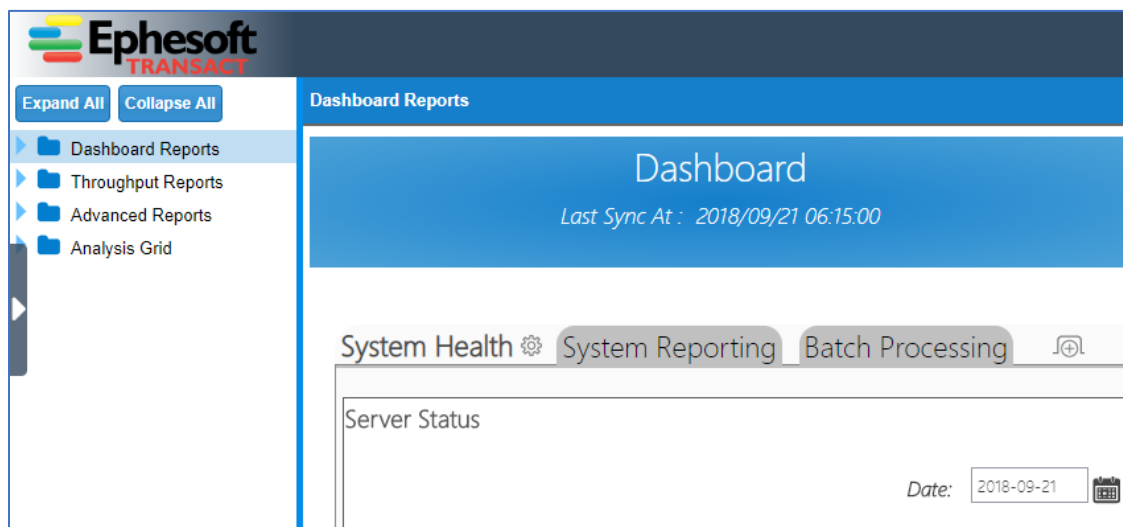 Ephesoft
TRANSACT
Expand All Collapse All
Dashboard Reports
Dashboard Reports
Throughput Reports
Advanced Reports
Analysis Grid
Dashboard
Last Sync At : 2018/09/21 06:15:00
System Health System Reporting Batch Processing
Server Status
Date: 2018-09-21